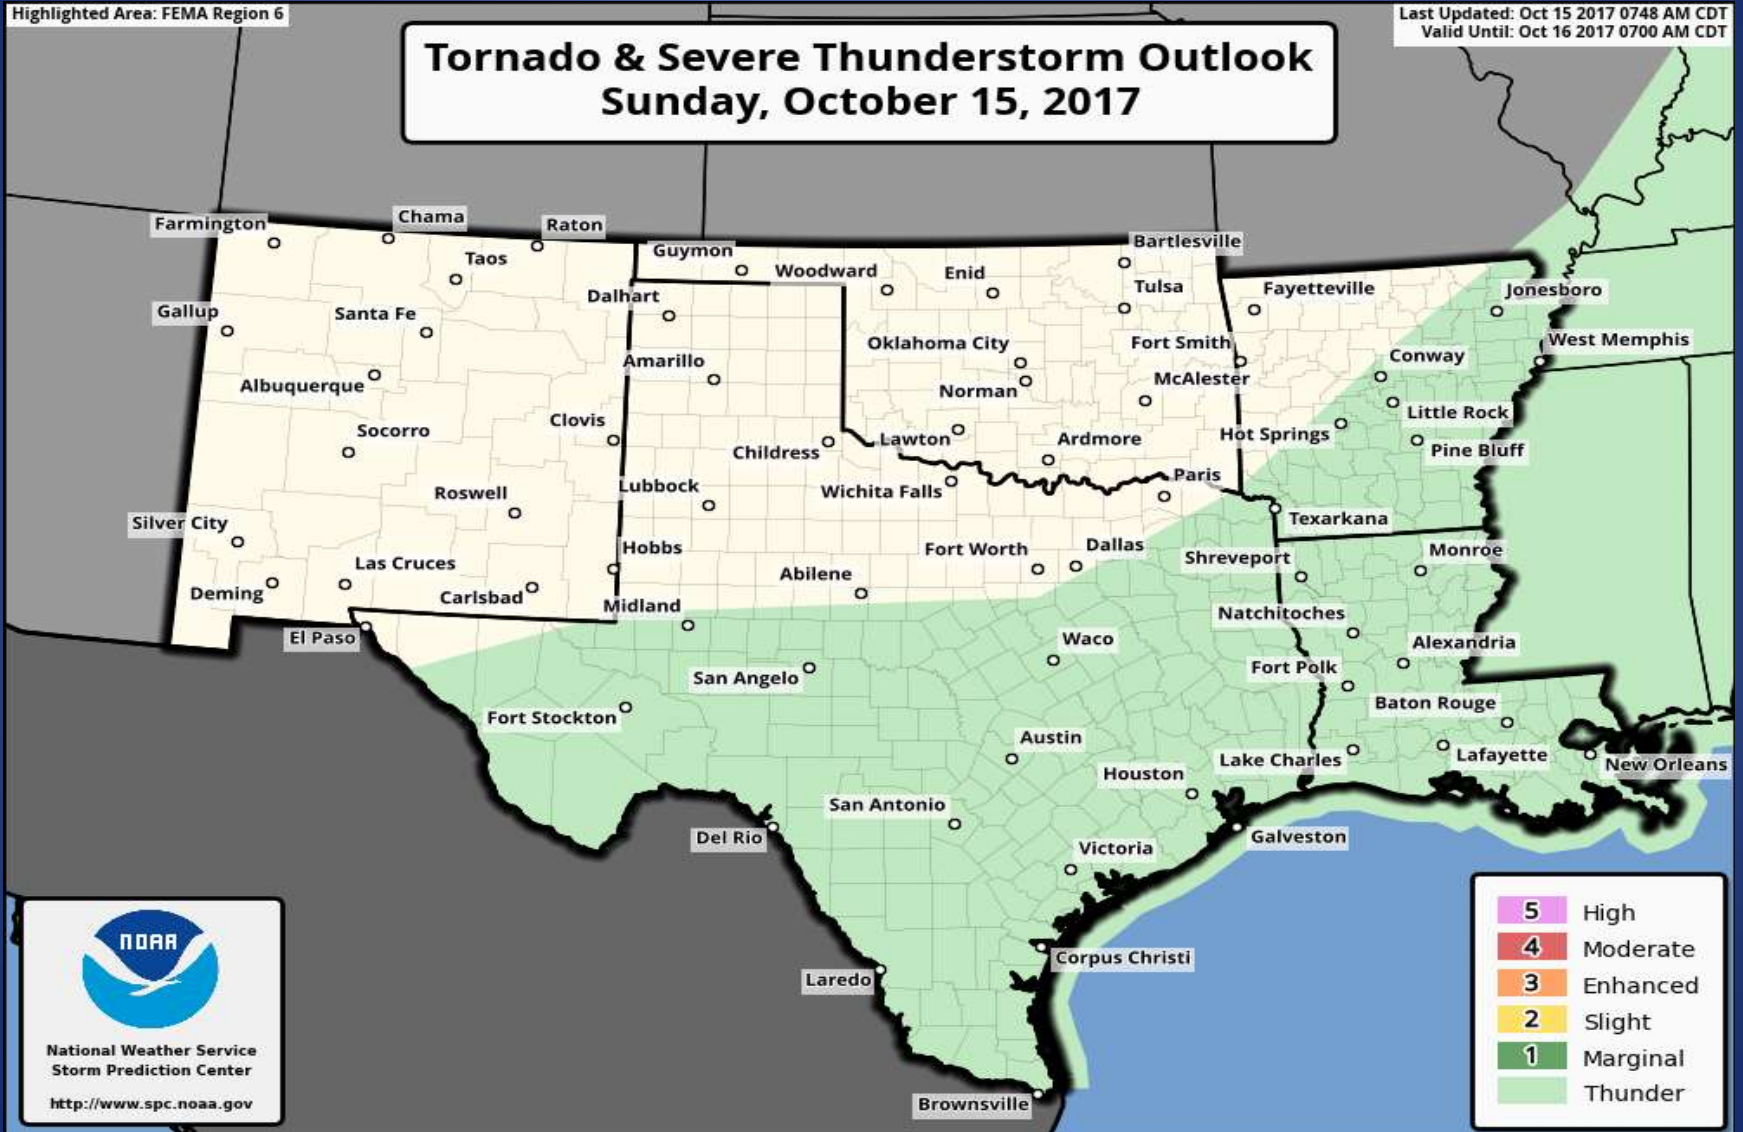 Highlighted Area: FEMA Region 6
Last Updated: Oct 15 2017 0748 AM CDT
Valid Until: Oct 16 2017 0700 AM CDT
Tornado & Severe Thunderstorm Outlook
Sunday, October 15, 2017
Farmington
Chama
Raton
Taos
Guymon
Woodward
Enid
Bartlesville
Tulsa
Fayetteville
Jonesboro
Gallup
Santa Fe
Dalhart
Oklahoma City
Fort Smith
West Memphis
Albuquerque
Amarillo
Norman
McAlester
Conway
Socorro
Clovis
Childress
Lawton
Ardmore
Hot Springs
Little Rock
Pine Bluff
Roswell
Lubbock
Wichita Falls
Paris
Silver City
Hobbs
Fort Worth
Dallas
Texarkana
Shreveport
Monroe
Deming
Las Cruces
Carlsbad
Midland
Abilene
Natchitoches
El Paso
San Angelo
Waco
Fort Polk
Alexandria
Fort Stockton
Austin
Baton Rouge
Houston
Lake Charles
Lafayette
New Orleans
Del Rio
San Antonio
Victoria
Galveston
Laredo
Corpus Christi
Brownsville
NOAA
National Weather Service
Storm Prediction Center
http://www.spc.noaa.gov
5 High
4 Moderate
3 Enhanced
2 Slight
1 Marginal
Thunder